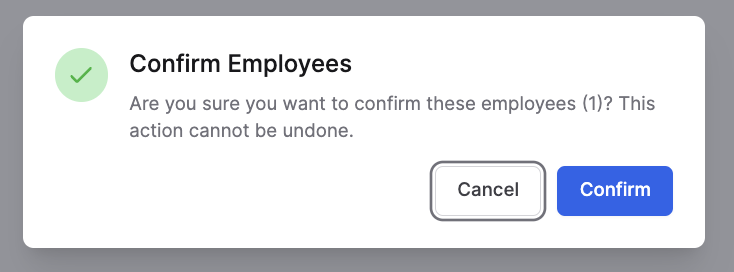 Confirm Employees
Are you sure you want to confirm these employees (1)? This
action cannot be undone.
Cancel
Confirm